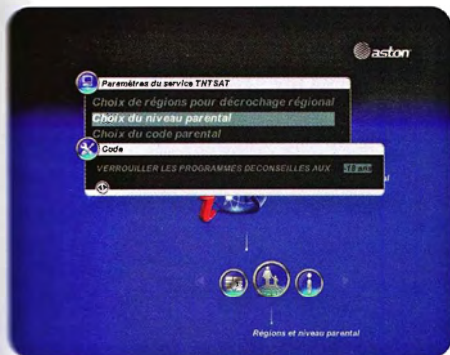 aston
Paramètres du service TNTSAT
Choix de régions pour décrochage régional
Choix du niveau parental
Choix du code parental
Code
VERROUILLER LES PROGRAMMES DECONSEILLES AUX -18 ans
Régions et niveau parental